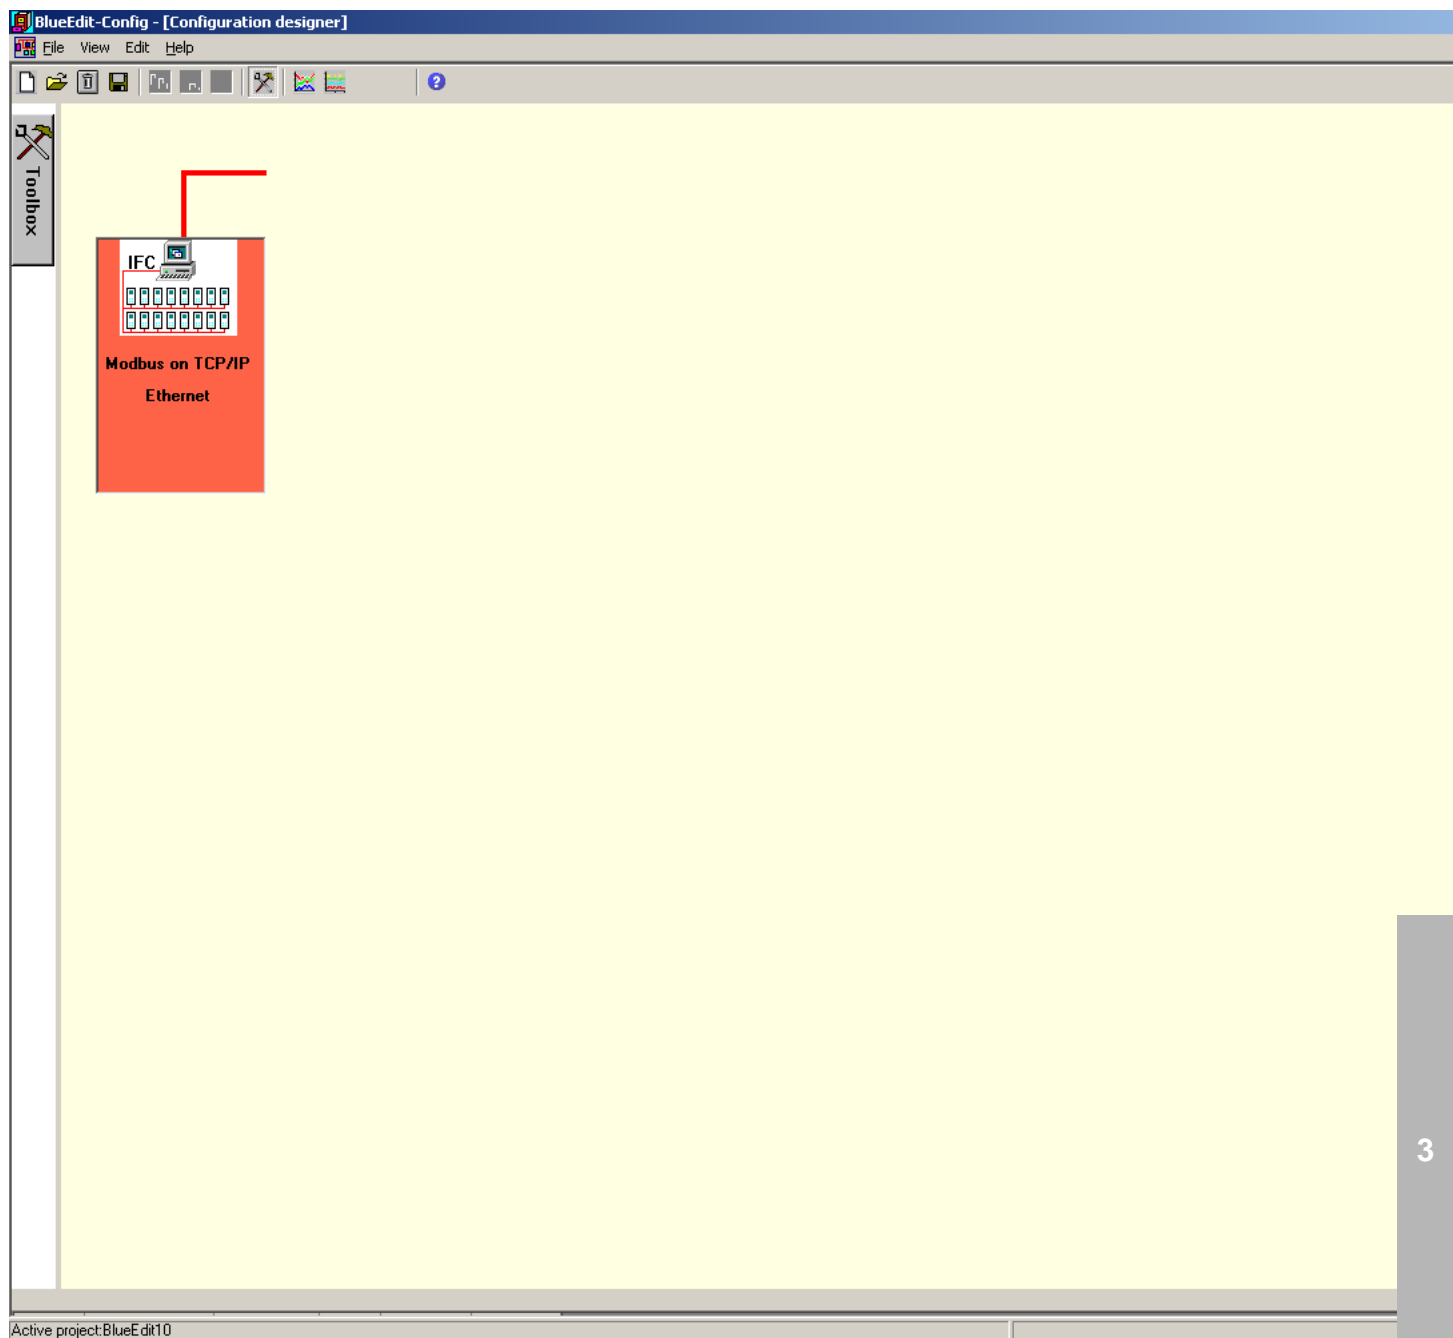 BlueEdit-Config - [Configuration designer]
File View Edit Help
Toolbox
IFC
Modbus on TCP/IP
Ethernet
3
Active project:BlueEdit10